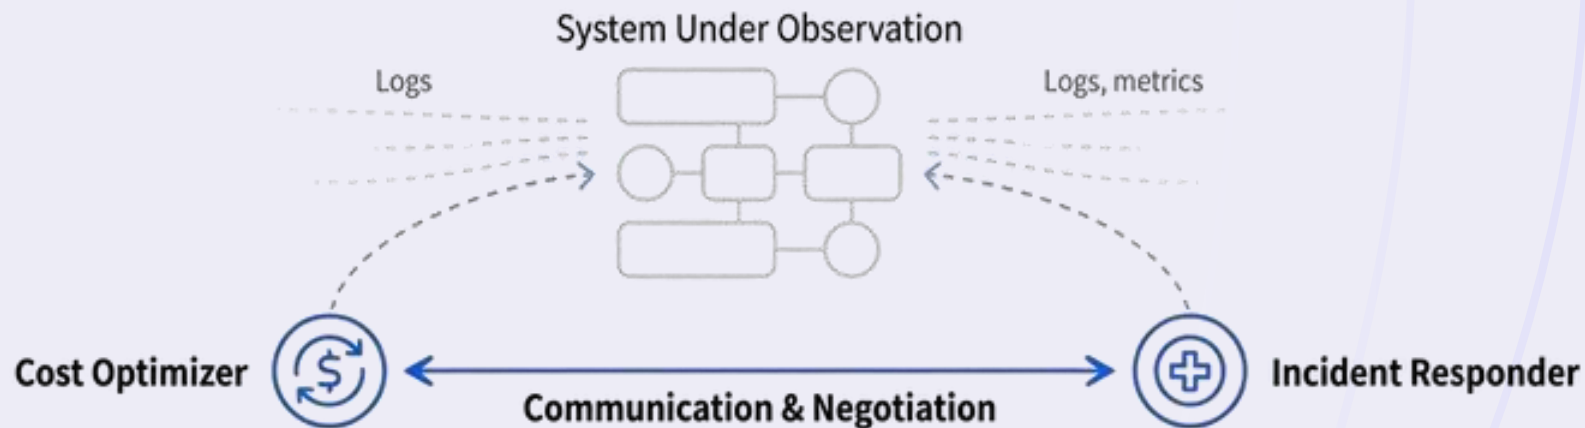 System Under Observation
Logs
Logs, metrics
Cost Optimizer
$
Communication & Negotiation
Incident Responder